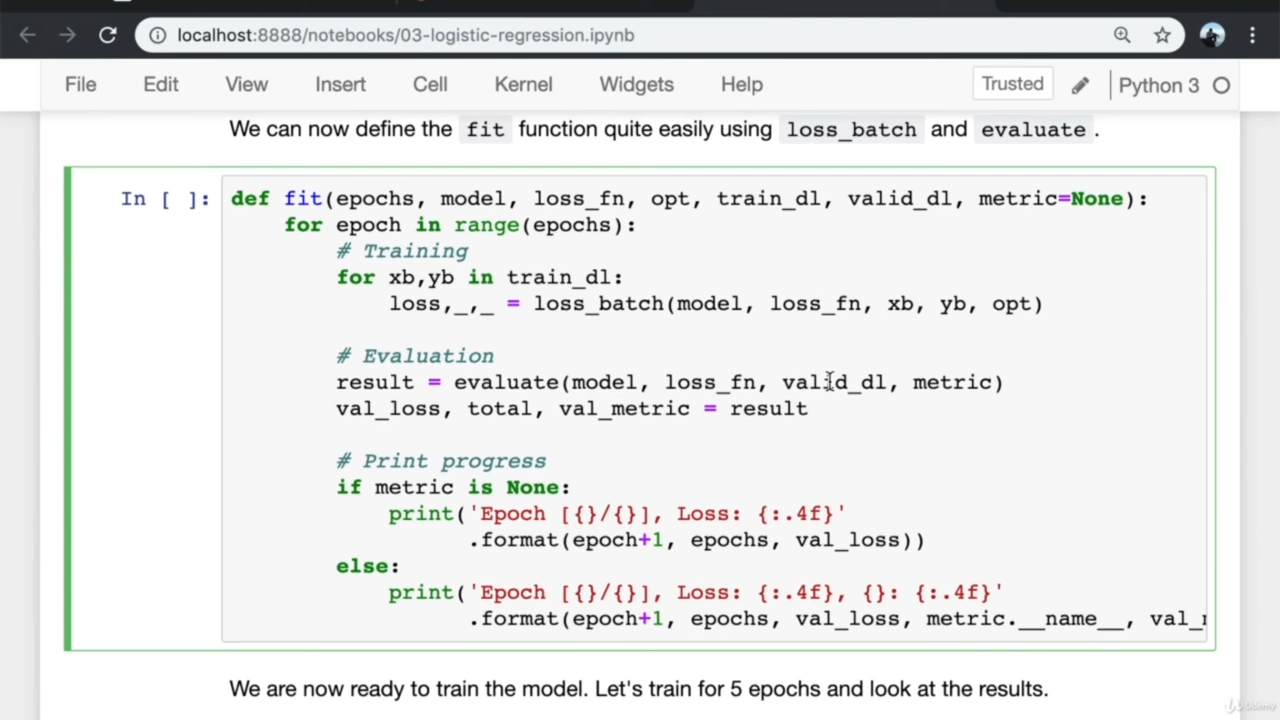 localhost:8888/notebooks/03-logistic-regression.ipynb
File Edit View Insert Cell Kernel Widgets Help Trusted Python 3
We can now define the fit function quite easily using loss_batch and evaluate .
In [ ]: def fit(epochs, model, loss_fn, opt, train_dl, valid_dl, metric=None):
for epoch in range(epochs):
# Training
for xb,yb in train_dl:
loss,_,_ = loss_batch(model, loss_fn, xb, yb, opt)
# Evaluation
result = evaluate(model, loss_fn, valid_dl, metric)
val_loss, total, val_metric = result
# Print progress
if metric is None:
print('Epoch [{}/{}], Loss: {:.4f}'
.format(epoch+1, epochs, val_loss))
else:
print('Epoch [{}/{}], Loss: {:.4f}, {}: {:.4f}'
.format(epoch+1, epochs, val_loss, metric.__name__,
We are now ready to train the model. Let's train for 5 epochs and look at the results.
Udemy